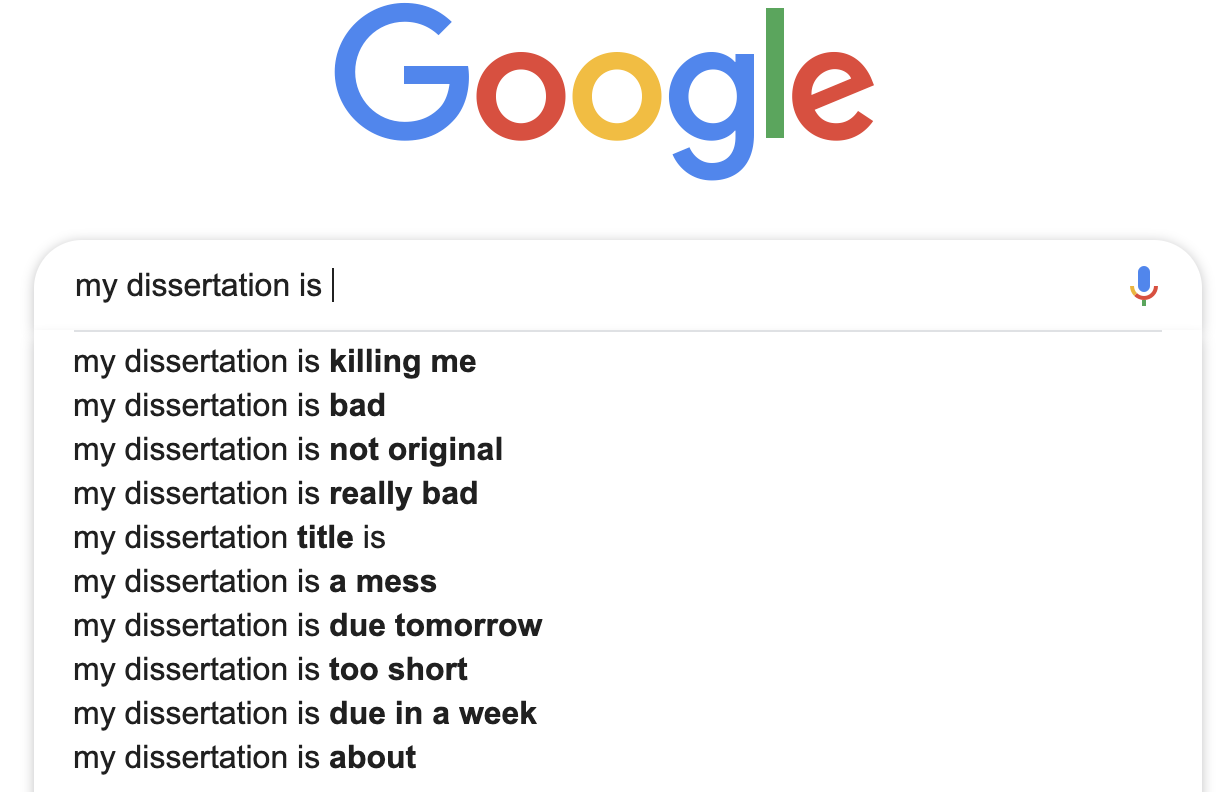 Google
my dissertation is
my dissertation is killing me
my dissertation is bad
my dissertation is not original
my dissertation is really bad
my dissertation title is
my dissertation is a mess
my dissertation is due tomorrow
my dissertation is too short
my dissertation is due in a week
my dissertation is about